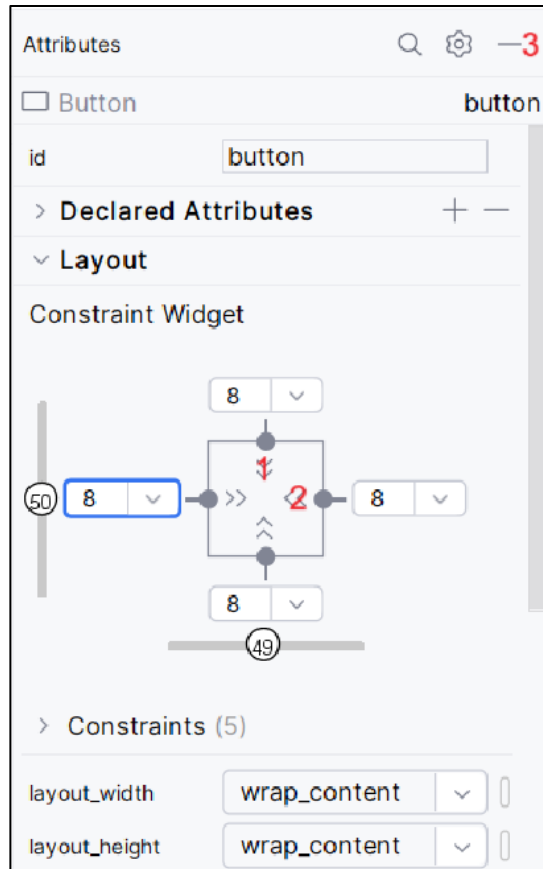 Attributes 3
Button button
id button
Declared Attributes
Layout
Constraint Widget
8
1
50 8 2 8
8
49
Constraints (5)
layout_width wrap_content
layout_height wrap_content